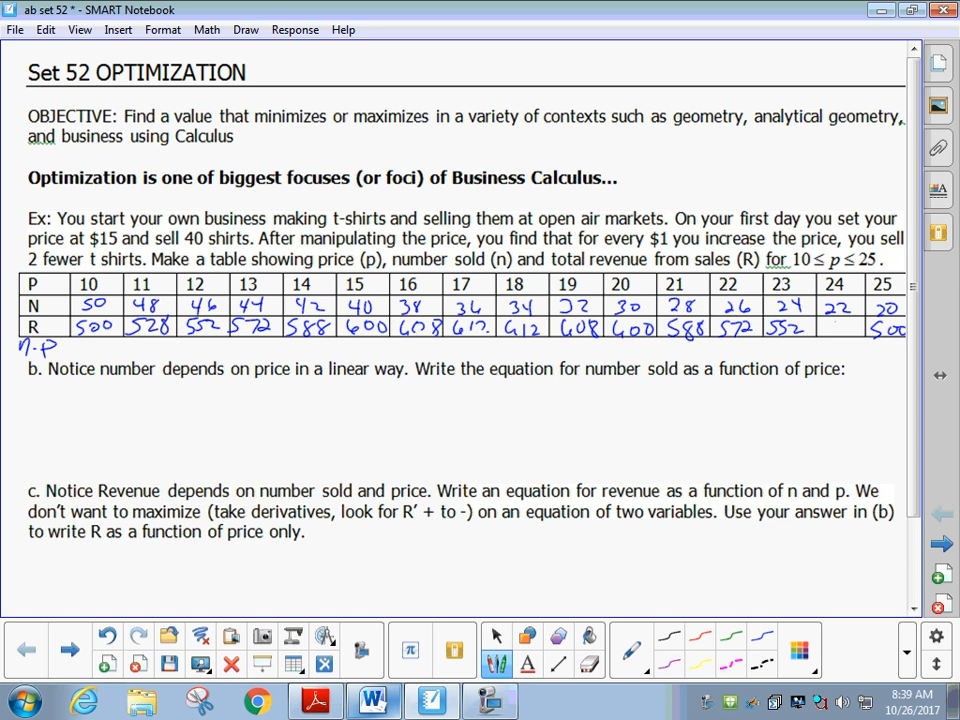 ab set 52 * - SMART Notebook
File Edit View Insert Format Math Draw Response Help
Set 52 OPTIMIZATION
OBJECTIVE: Find a value that minimizes or maximizes in a variety of contexts such as geometry, analytical geometry,
and business using Calculus
Optimization is one of biggest focuses (or foci) of Business Calculus...
Ex: You start your own business making t-shirts and selling them at open air markets. On your first day you set your
price at $15 and sell 40 shirts. After manipulating the price, you find that for every $1 you increase the price, you sell
2 fewer t shirts. Make a table showing price (p), number sold (n) and total revenue from sales (R) for 10 ≤ p ≤ 25.
P 10 11 12 13 14 15 16 17 18 19 20 21 22 23 24 25
N 50 48 46 44 42 40 38 36 34 32 30 28 26 24 22 20
R 500 528 552 572 588 600 608 612 612 608 600 588 572 552 500
n·p
b. Notice number depends on price in a linear way. Write the equation for number sold as a function of price:
c. Notice Revenue depends on number sold and price. Write an equation for revenue as a function of n and p. We
don't want to maximize (take derivatives, look for R' + to -) on an equation of two variables. Use your answer in (b)
to write R as a function of price only.
8:39 AM
10/26/2017